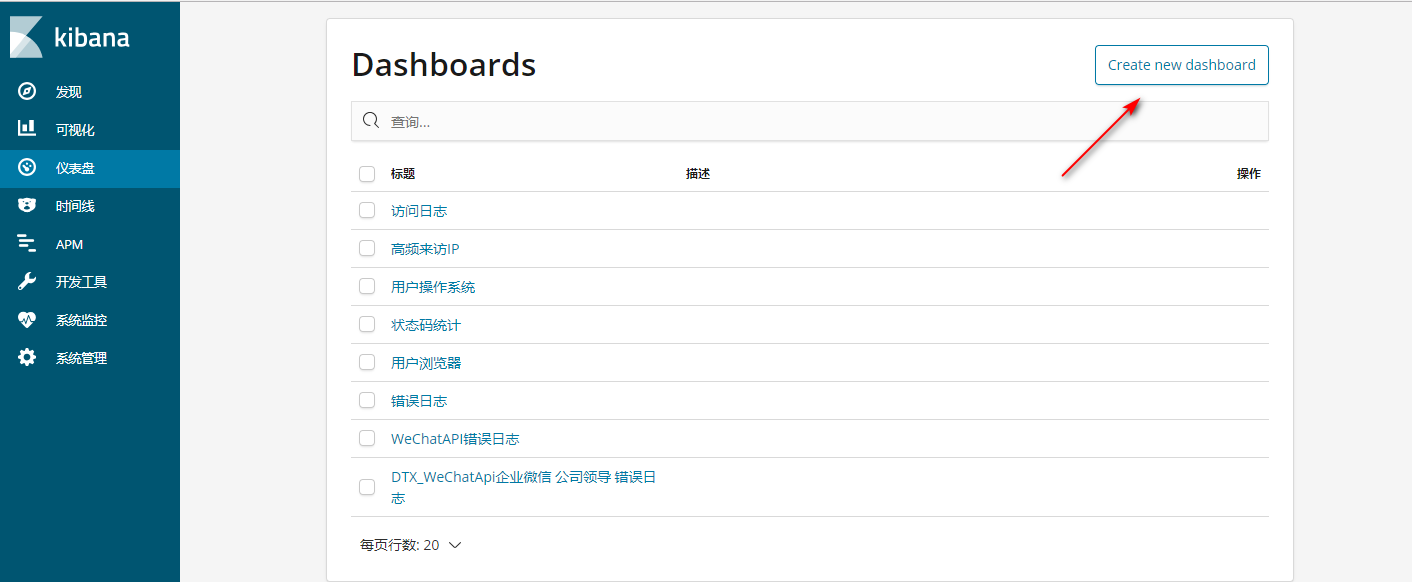 kibana
发现
可视化
仪表盘
时间线
APM
开发工具
系统监控
系统管理
Dashboards
Create new dashboard
查询...
标题 描述 操作
访问日志
高频来访IP
用户操作系统
状态码统计
用户浏览器
错误日志
WeChatAPI错误日志
DTX_WeChatApi企业微信 公司领导 错误日
志
每页行数: 20